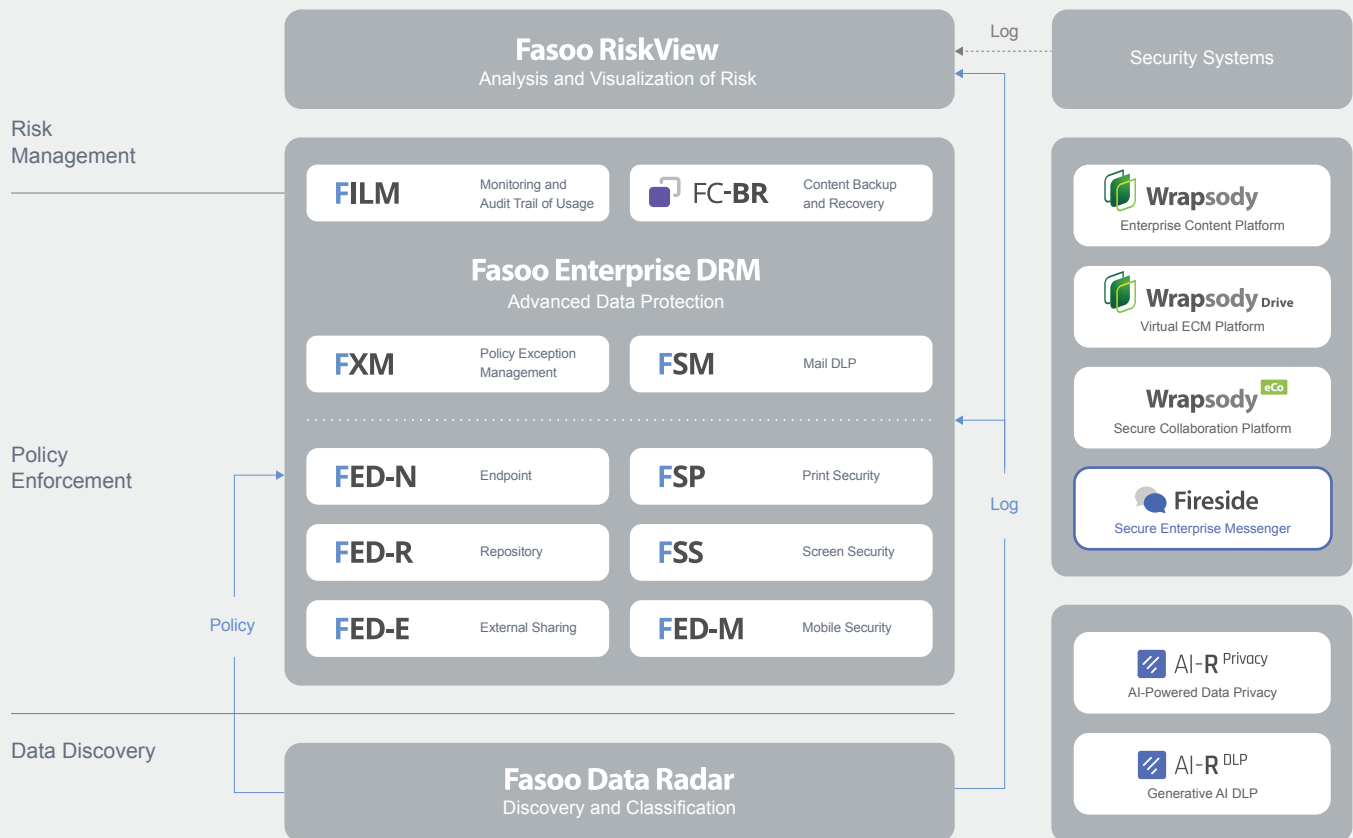 Fasoo RiskView
Analysis and Visualization of Risk
Log
Security Systems
Risk
Management
FILM
Monitoring and
Audit Trail of Usage
FC-BR
Content Backup
and Recovery
Fasoo Enterprise DRM
Advanced Data Protection
FXM
Policy Exception
Management
FSM
Mail DLP
Policy
Enforcement
FED-N
Endpoint
FSP
Print Security
FED-R
Repository
FSS
Screen Security
FED-E
External Sharing
FED-M
Mobile Security
Policy
Log
Data Discovery
Fasoo Data Radar
Discovery and Classification
Wrapsody
Enterprise Content Platform
Wrapsody Drive
Virtual ECM Platform
Wrapsody eCo
Secure Collaboration Platform
Fireside
Secure Enterprise Messenger
AI-R Privacy
AI-Powered Data Privacy
AI-R DLP
Generative AI DLP